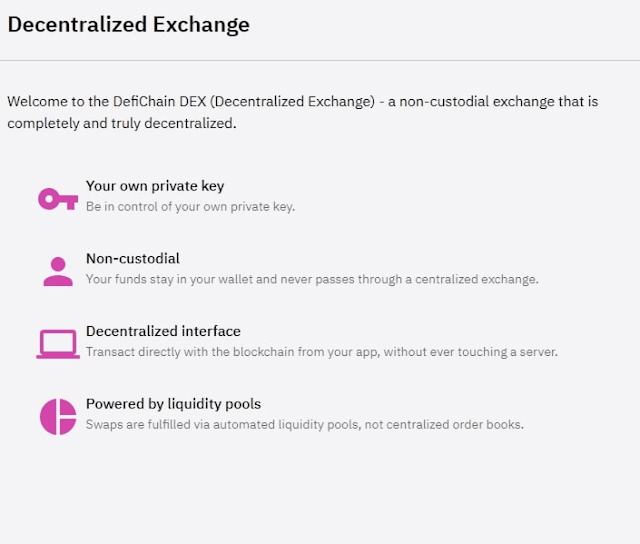 Decentralized Exchange
Welcome to the DefiChain DEX (Decentralized Exchange) - a non-custodial exchange that is
completely and truly decentralized.
Your own private key
Be in control of your own private key.
Non-custodial
Your funds stay in your wallet and never passes through a centralized exchange.
Decentralized interface
Transact directly with the blockchain from your app, without ever touching a server.
Powered by liquidity pools
Swaps are fulfilled via automated liquidity pools, not centralized order books.